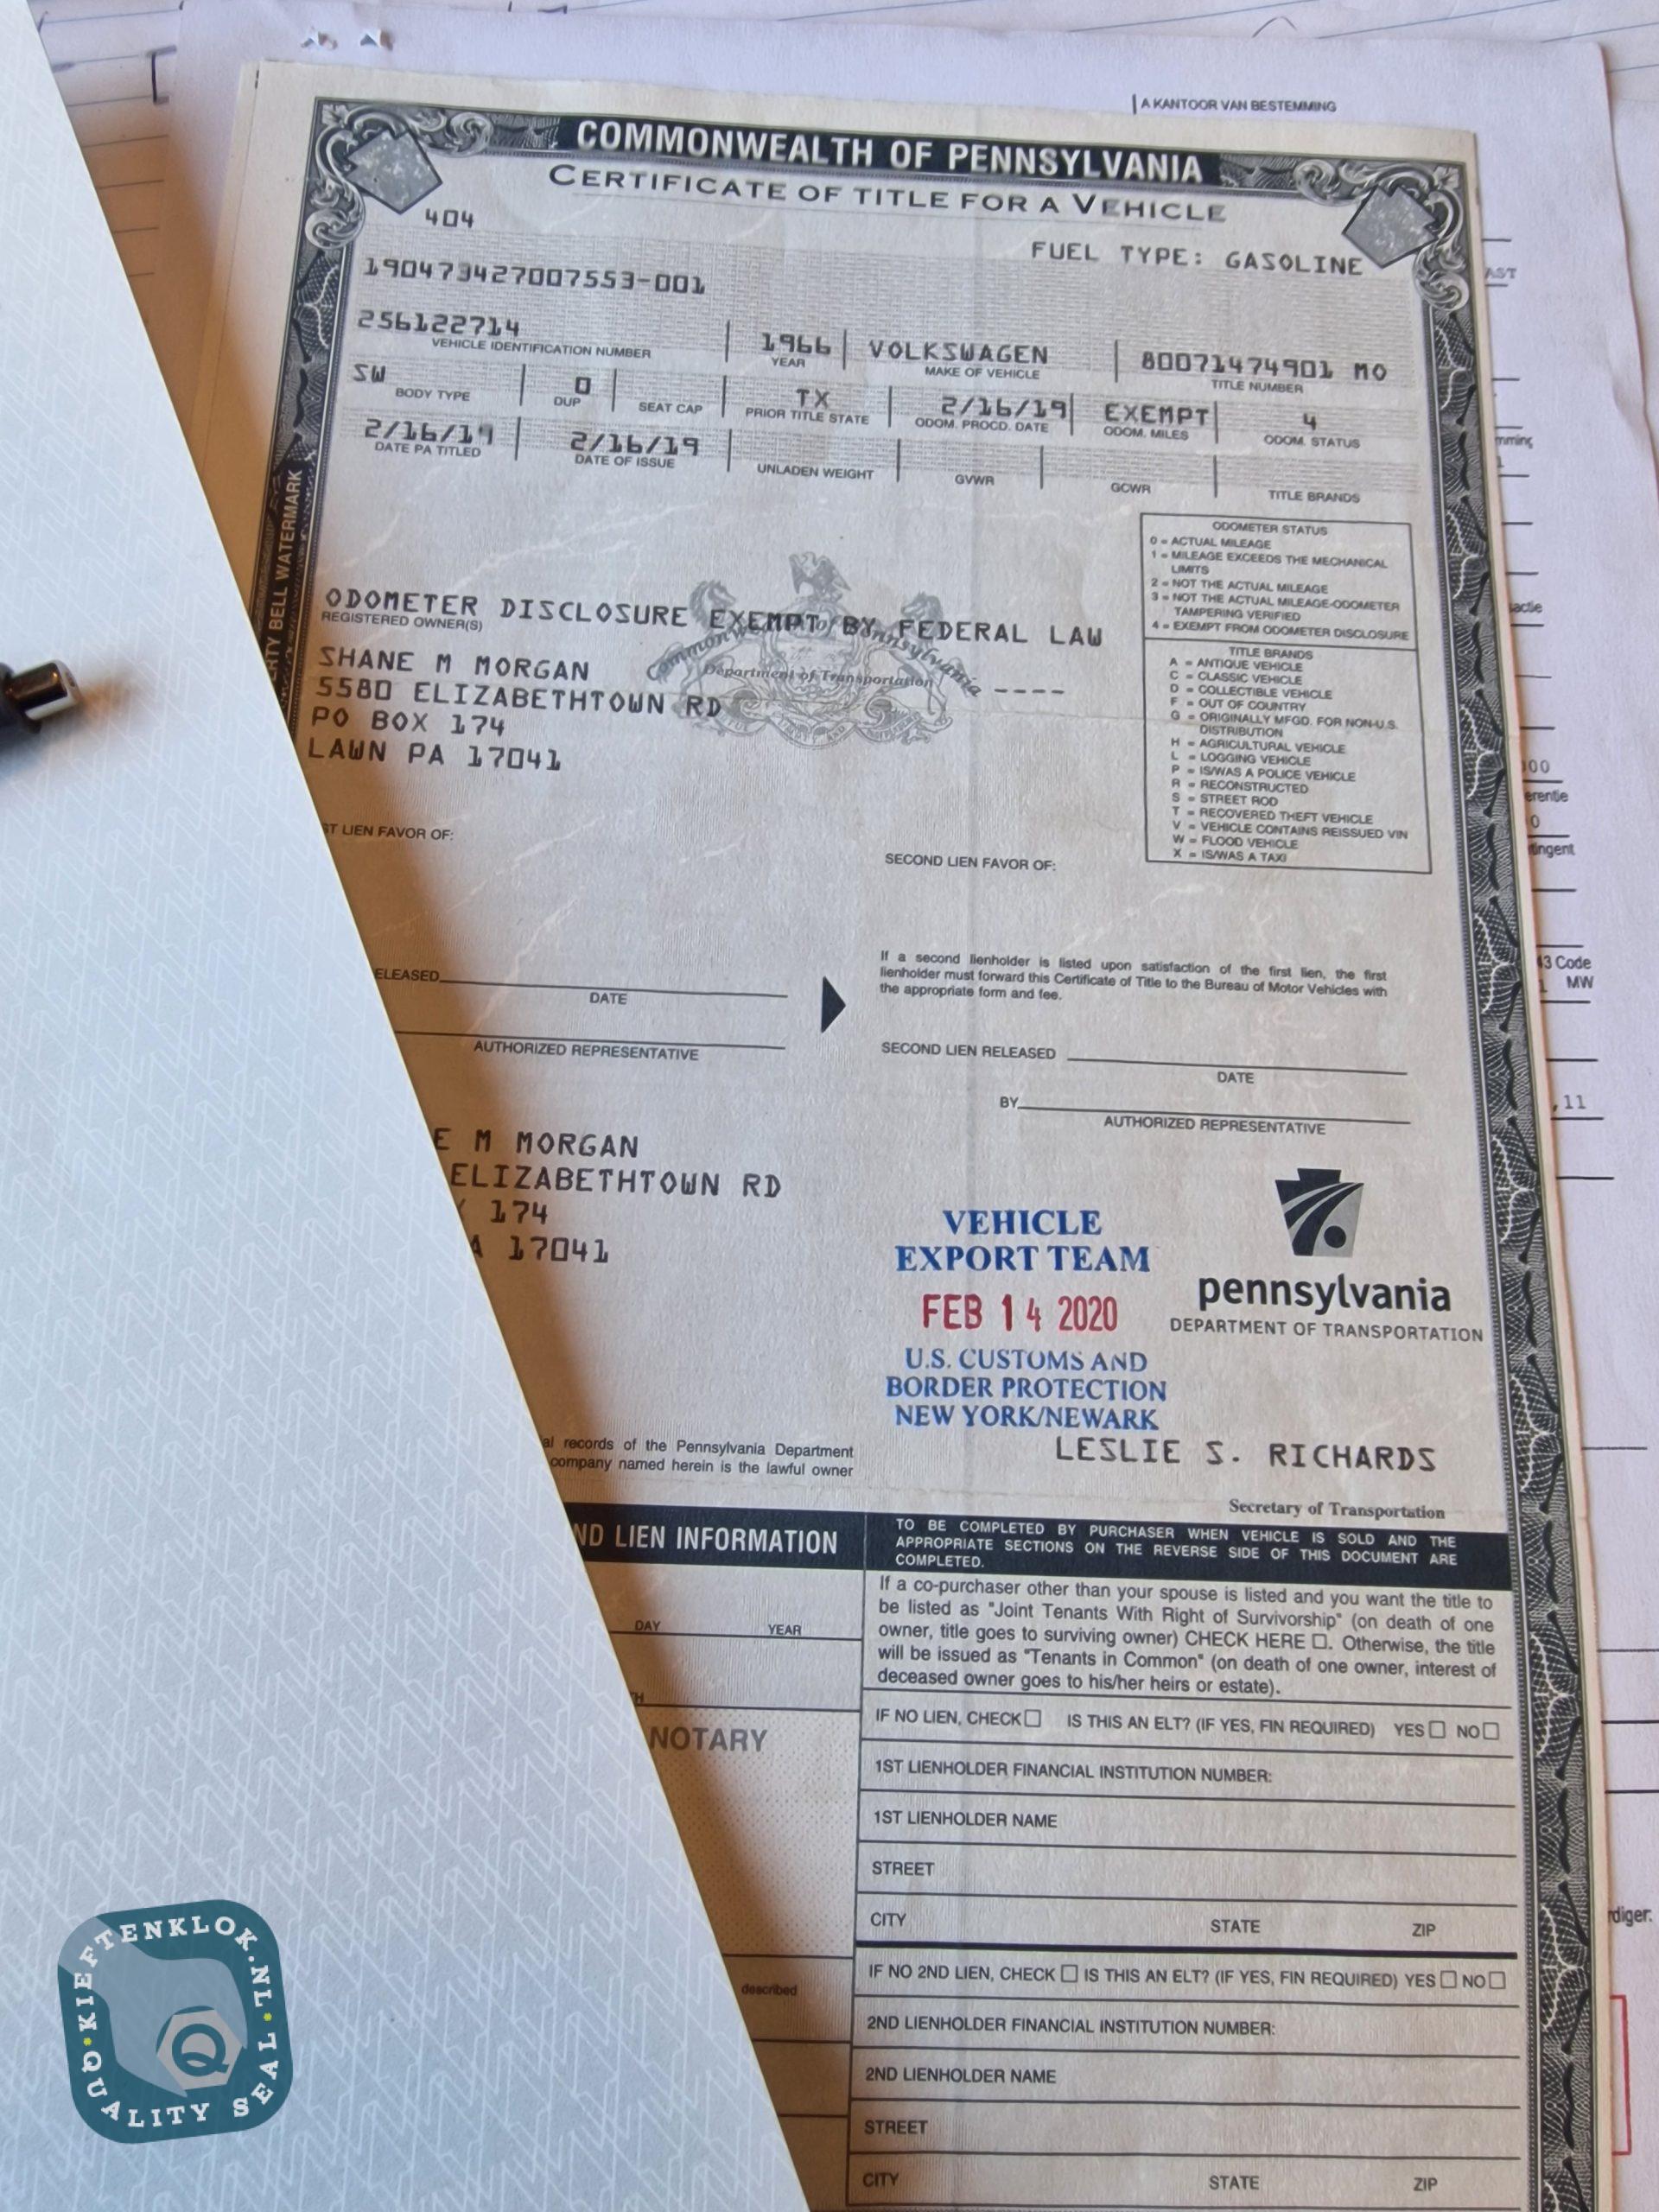 A KANTOOR VAN BESTEMMING
COMMONWEALTH OF PENNSYLVANIA
CERTIFICATE OF TITLE FOR A VEHICLE
404
FUEL TYPE: GASOLINE
190473427007553-001
256122714 1966 VOLKSWAGEN 80071474901 MO
VEHICLE IDENTIFICATION NUMBER YEAR MAKE OF VEHICLE TITLE NUMBER
SW 0 TX 2/16/19 EXEMPT 4
BODY TYPE DUP SEAT CAP PRIOR TITLE STATE ODOM. PROCD. DATE ODOM. MILES ODOM. STATUS
2/16/19 2/16/19
DATE PA TITLED DATE OF ISSUE UNLADEN WEIGHT GVWR GCWR TITLE BRANDS
ODOMETER STATUS
0 = ACTUAL MILEAGE
1 = MILEAGE EXCEEDS THE MECHANICAL
LIMITS
2 = NOT THE ACTUAL MILEAGE
3 = NOT THE ACTUAL MILEAGE-ODOMETER
TAMPERING VERIFIED
4 = EXEMPT FROM ODOMETER DISCLOSURE
TITLE BRANDS
A = ANTIQUE VEHICLE
C = CLASSIC VEHICLE
D = COLLECTIBLE VEHICLE
F = OUT OF COUNTRY
G = ORIGINALLY MFGD. FOR NON-U.S.
DISTRIBUTION
H = AGRICULTURAL VEHICLE
L = LOGGING VEHICLE
P = IS/WAS A POLICE VEHICLE
R = RECONSTRUCTED
S = STREET ROD
T = RECOVERED THEFT VEHICLE
V = VEHICLE CONTAINS REISSUED VIN
W = FLOOD VEHICLE
X = IS/WAS A TAXI
BELL WATERMARK
ODOMETER DISCLOSURE EXEMPT BY FEDERAL LAW
REGISTERED OWNER(S)
Commonwealth of Pennsylvania
Department of Transportation
SHANE M MORGAN
5580 ELIZABETHTOWN RD
PO BOX 174
LAWN PA 17041
----
ST LIEN FAVOR OF:
SECOND LIEN FAVOR OF:
ELEASED
DATE
AUTHORIZED REPRESENTATIVE
If a second lienholder is listed upon satisfaction of the first lien, the first
lienholder must forward this Certificate of Title to the Bureau of Motor Vehicles with
the appropriate form and fee.
SECOND LIEN RELEASED
DATE
BY
AUTHORIZED REPRESENTATIVE
E M MORGAN
ELIZABETHTOWN RD
174
A 17041
VEHICLE
EXPORT TEAM
FEB 14 2020
U.S. CUSTOMS AND
BORDER PROTECTION
NEW YORK/NEWARK
pennsylvania
DEPARTMENT OF TRANSPORTATION
LESLIE S. RICHARDS
Secretary of Transportation
al records of the Pennsylvania Department
company named herein is the lawful owner
ND LIEN INFORMATION
TO BE COMPLETED BY PURCHASER WHEN VEHICLE IS SOLD AND THE
APPROPRIATE SECTIONS ON THE REVERSE SIDE OF THIS DOCUMENT ARE
COMPLETED.
DAY YEAR
NOTARY
described
If a co-purchaser other than your spouse is listed and you want the title to
be listed as "Joint Tenants With Right of Survivorship" (on death of one
owner, title goes to surviving owner) CHECK HERE ☐. Otherwise, the title
will be issued as "Tenants in Common" (on death of one owner, interest of
deceased owner goes to his/her heirs or estate).
IF NO LIEN, CHECK ☐ IS THIS AN ELT? (IF YES, FIN REQUIRED) YES ☐ NO ☐
1ST LIENHOLDER FINANCIAL INSTITUTION NUMBER:
1ST LIENHOLDER NAME
STREET
CITY STATE ZIP
IF NO 2ND LIEN, CHECK ☐ IS THIS AN ELT? (IF YES, FIN REQUIRED) YES ☐ NO ☐
2ND LIENHOLDER FINANCIAL INSTITUTION NUMBER:
2ND LIENHOLDER NAME
STREET
CITY STATE ZIP
AST
000
erentie
0
tingent
43 Code
MW
,11
rdiger:
KIEFTENKLOK.NL
QUALITY SEAL
Q